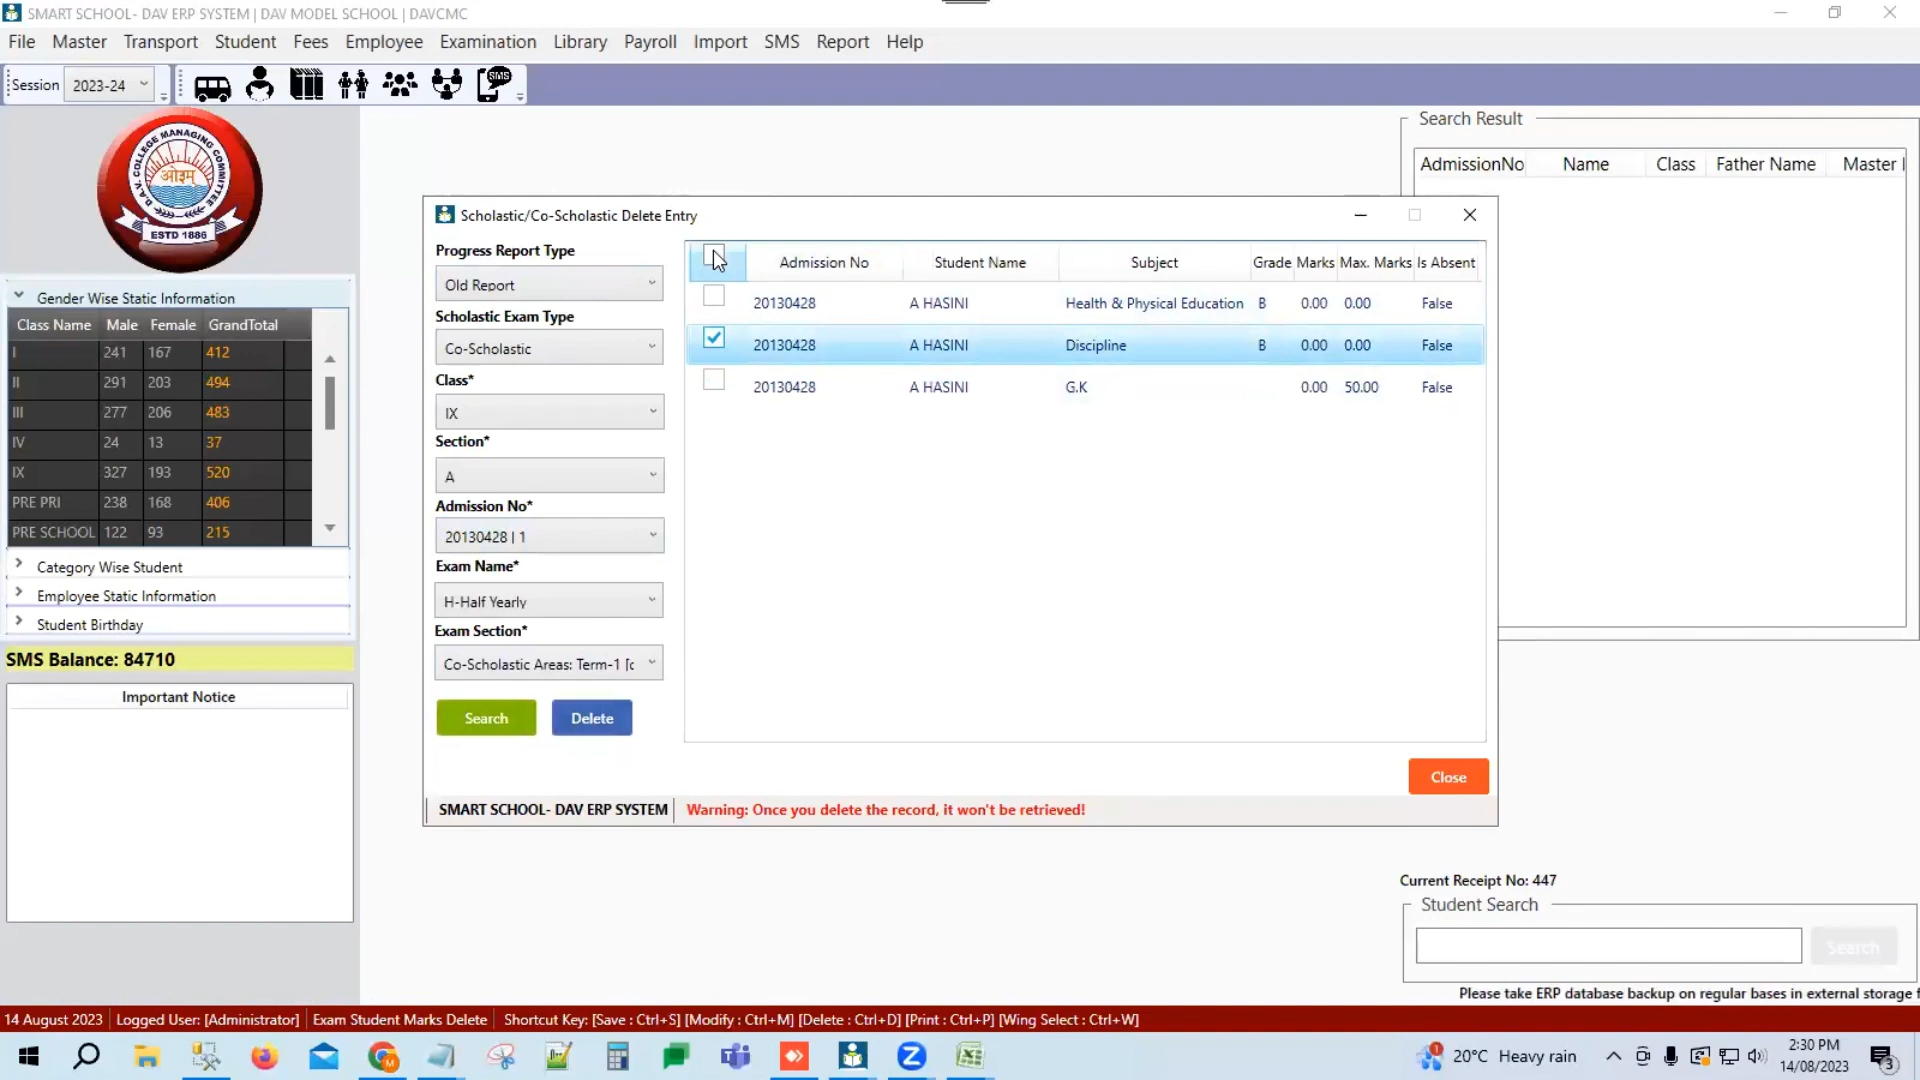 SMART SCHOOL- DAV ERP SYSTEM | DAV MODEL SCHOOL | DAVCMC
File Master Transport Student Fees Employee Examination Library Payroll Import SMS Report Help
Session 2023-24 SMS
D.A.V. COLLEGE MANAGING COMMITTEE
ओ३म्
ESTD 1886
Gender Wise Static Information
Class Name Male Female GrandTotal
I 241 167 412
II 291 203 494
III 277 206 483
IV 24 13 37
IX 327 193 520
PRE PRI 238 168 406
PRE SCHOOL 122 93 215
Category Wise Student
Employee Static Information
Student Birthday
SMS Balance: 84710
Important Notice
Scholastic/Co-Scholastic Delete Entry
Progress Report Type
Old Report
Scholastic Exam Type
Co-Scholastic
Class*
IX
Section*
A
Admission No*
20130428 | 1
Exam Name*
H-Half Yearly
Exam Section*
Co-Scholastic Areas: Term-1 [c
Search Delete
Admission No Student Name Subject Grade Marks Max. Marks Is Absent
20130428 A HASINI Health & Physical Education B 0.00 0.00 False
20130428 A HASINI Discipline B 0.00 0.00 False
20130428 A HASINI G.K 0.00 50.00 False
Close
SMART SCHOOL- DAV ERP SYSTEM Warning: Once you delete the record, it won't be retrieved!
Search Result
AdmissionNo Name Class Father Name Master
Current Receipt No: 447
Student Search
Search
Please take ERP database backup on regular bases in external storage
14 August 2023 Logged User: [Administrator] Exam Student Marks Delete Shortcut Key: [Save : Ctrl+S] [Modify : Ctrl+M] [Delete : Ctrl+D] [Print : Ctrl+P] [Wing Select : Ctrl+W]
20°C Heavy rain
2:30 PM
14/08/2023
3